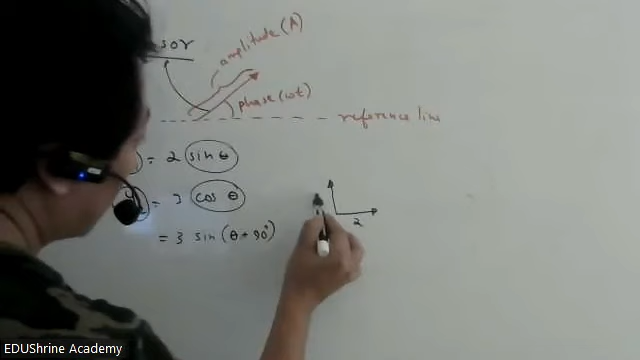 sor
amplitude (A)
phase (ωt)
reference line
) = 2 sin θ
= 3 cos θ
= 3 sin (θ + 90°)
2
EDUShrine Academy